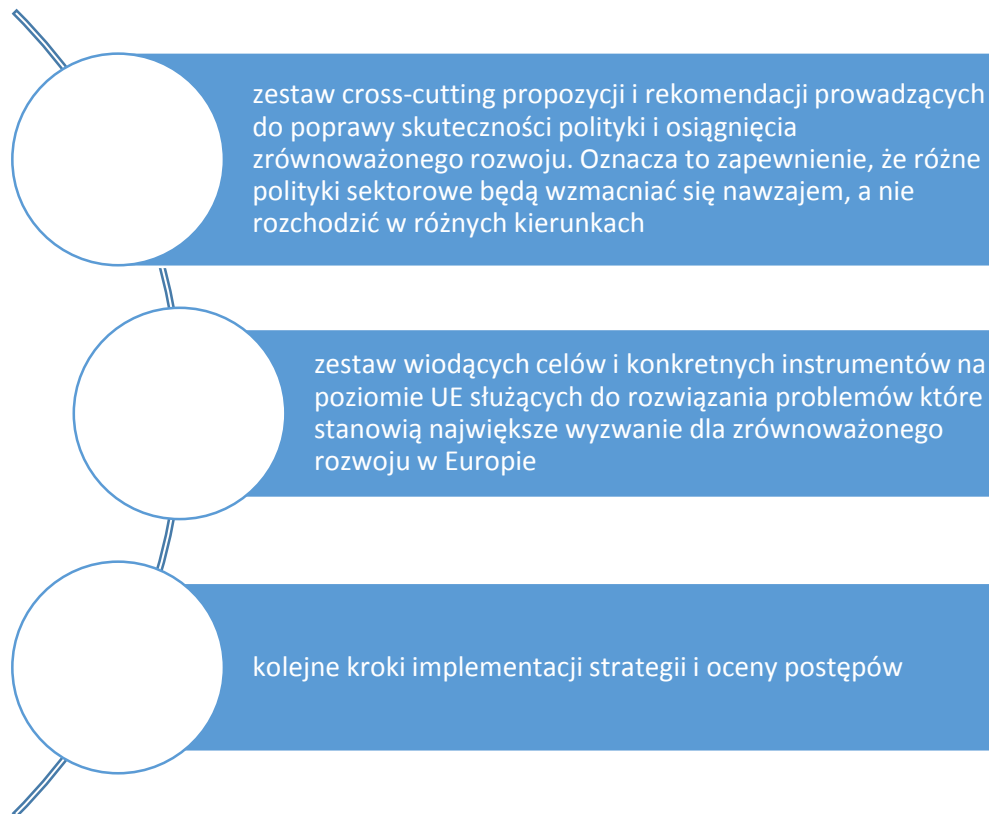 zestaw cross-cutting propozycji i rekomendacji prowadzących
do poprawy skuteczności polityki i osiągnięcia
zrównoważonego rozwoju. Oznacza to zapewnienie, że różne
polityki sektorowe będą wzmacniać się nawzajem, a nie
rozchodzić w różnych kierunkach
zestaw wiodących celów i konkretnych instrumentów na
poziomie UE służących do rozwiązania problemów które
stanowią największe wyzwanie dla zrównoważonego
rozwoju w Europie
kolejne kroki implementacji strategii i oceny postępów